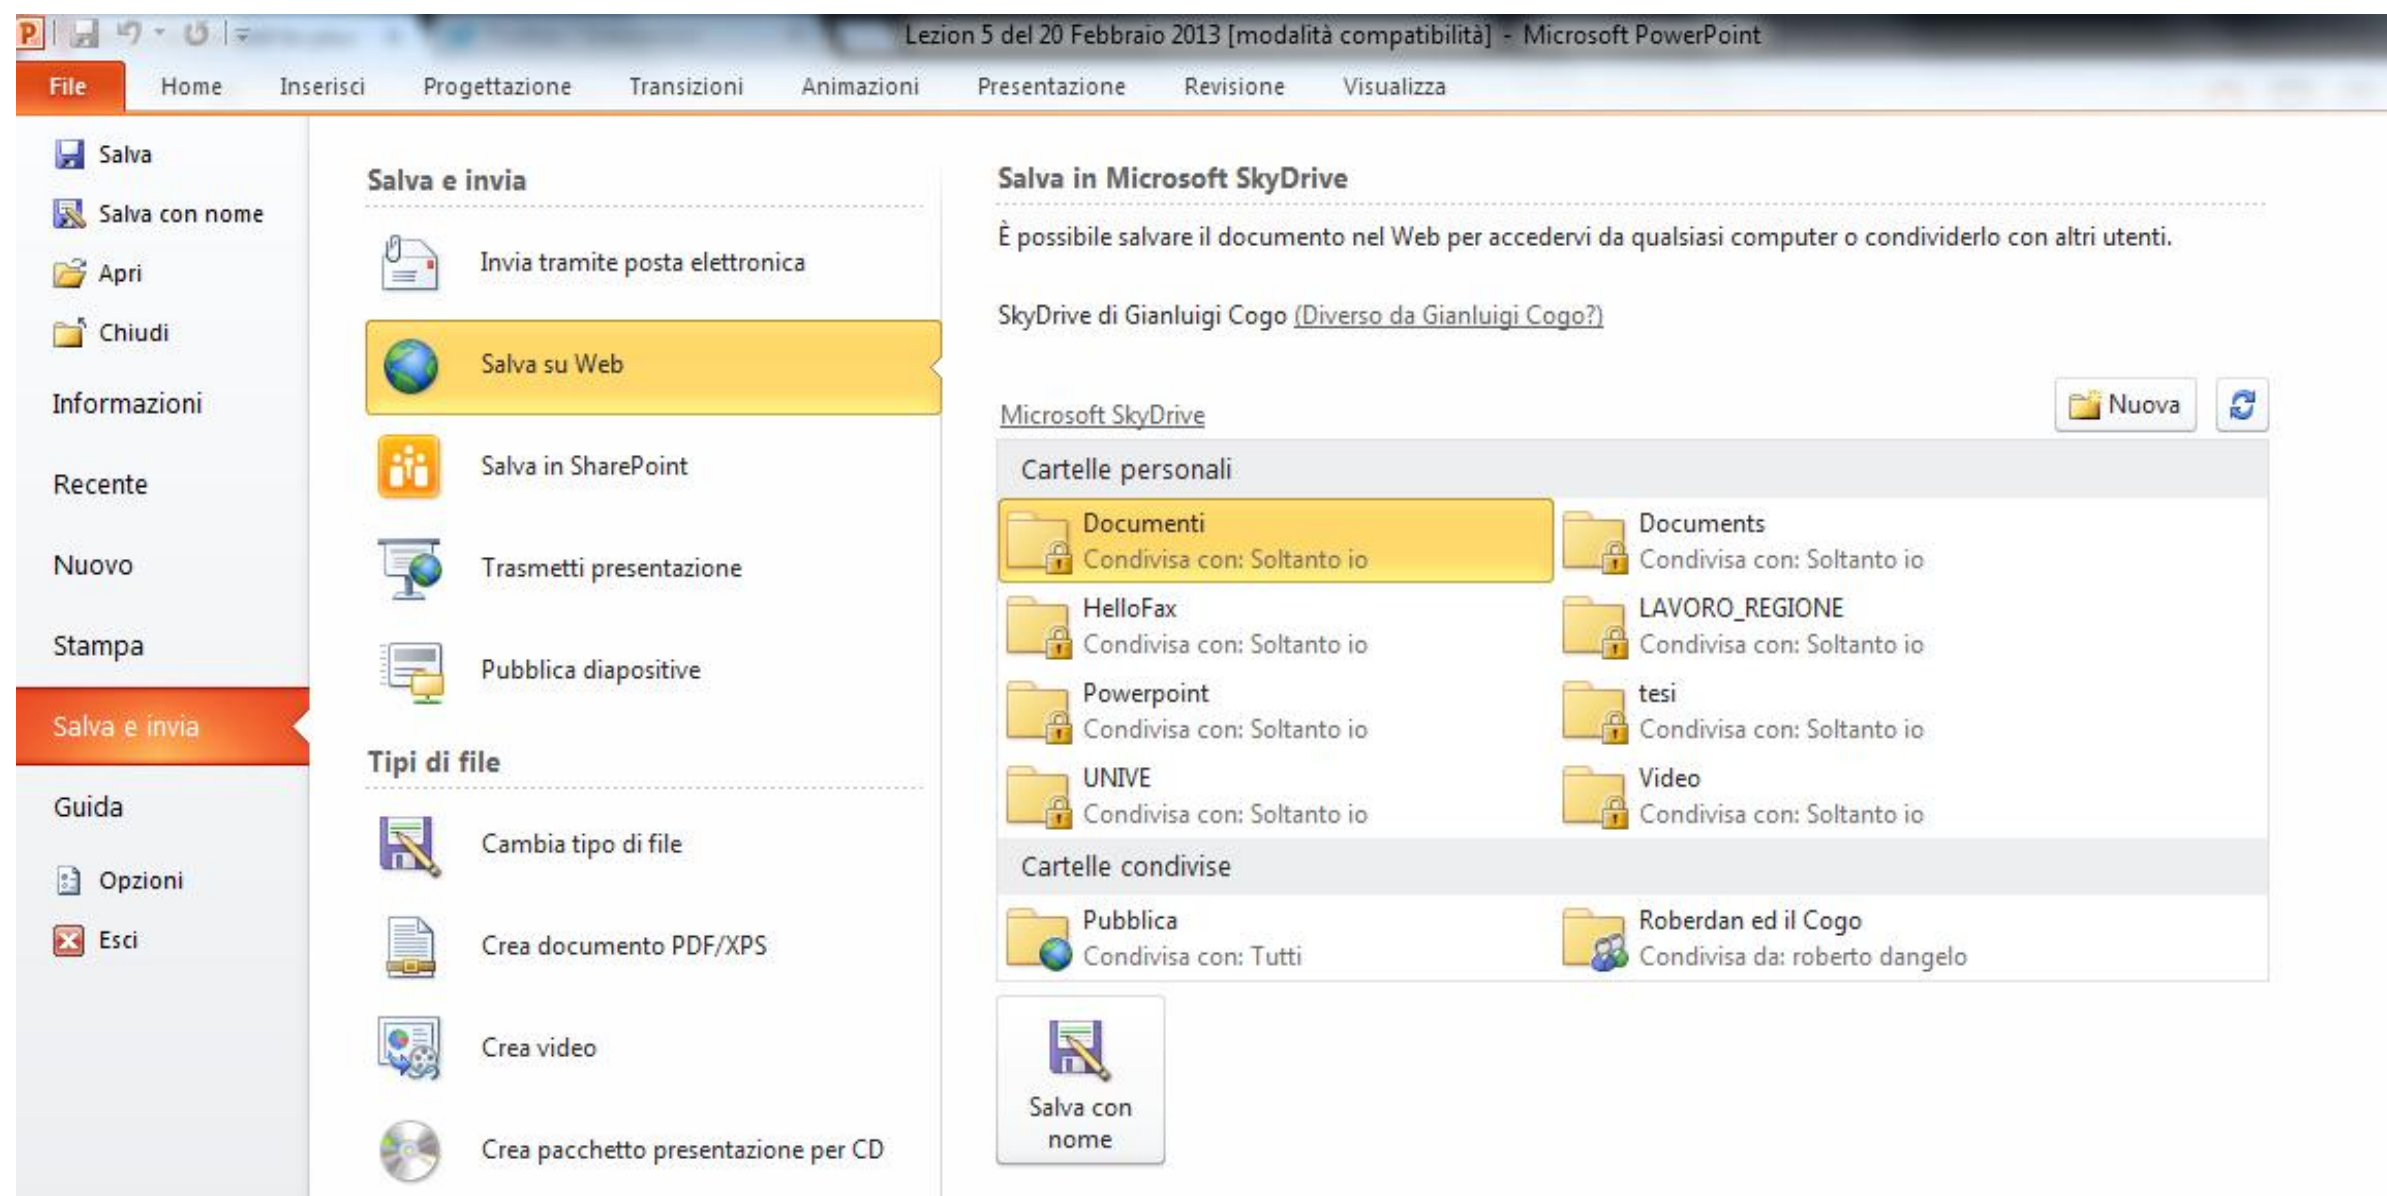 Lezion 5 del 20 Febbraio 2013 [modalità compatibilità] - Microsoft PowerPoint
File Home Inserisci Progettazione Transizioni Animazioni Presentazione Revisione Visualizza
Salva
Salva con nome
Apri
Chiudi
Informazioni
Recente
Nuovo
Stampa
Salva e invia
Guida
Opzioni
Esci
Salva e invia
Invia tramite posta elettronica
Salva su Web
Salva in SharePoint
Trasmetti presentazione
Pubblica diapositive
Tipi di file
Cambia tipo di file
Crea documento PDF/XPS
Crea video
Crea pacchetto presentazione per CD
Salva in Microsoft SkyDrive
È possibile salvare il documento nel Web per accedervi da qualsiasi computer o condividerlo con altri utenti.
SkyDrive di Gianluigi Cogo (Diverso da Gianluigi Cogo?)
Microsoft SkyDrive
Nuova
Cartelle personali
Documenti
Condivisa con: Soltanto io
Documents
Condivisa con: Soltanto io
HelloFax
Condivisa con: Soltanto io
LAVORO_REGIONE
Condivisa con: Soltanto io
Powerpoint
Condivisa con: Soltanto io
tesi
Condivisa con: Soltanto io
UNIVE
Condivisa con: Soltanto io
Video
Condivisa con: Soltanto io
Cartelle condivise
Pubblica
Condivisa con: Tutti
Roberdan ed il Cogo
Condivisa da: roberto dangelo
Salva con
nome